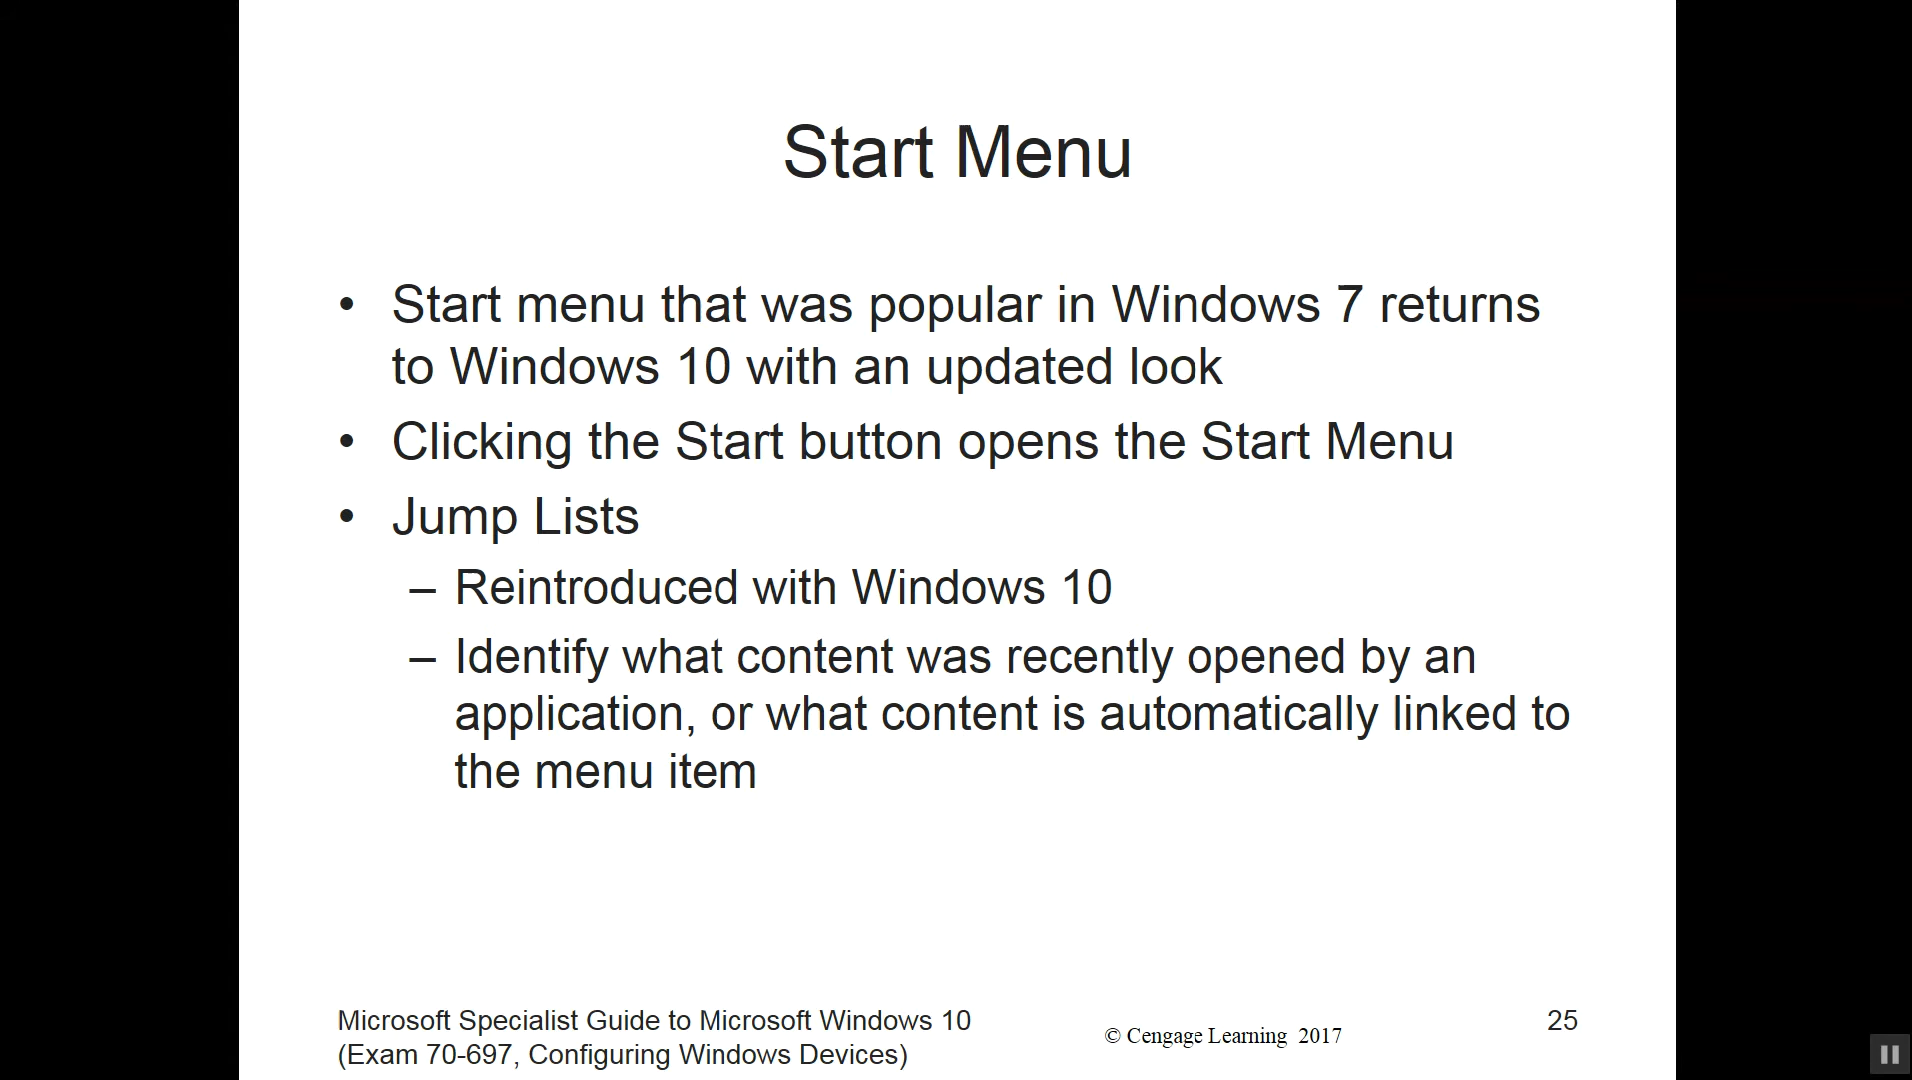 Start Menu
• Start menu that was popular in Windows 7 returns
to Windows 10 with an updated look
• Clicking the Start button opens the Start Menu
• Jump Lists
– Reintroduced with Windows 10
– Identify what content was recently opened by an
application, or what content is automatically linked to
the menu item
Microsoft Specialist Guide to Microsoft Windows 10
(Exam 70-697, Configuring Windows Devices)
© Cengage Learning 2017
25